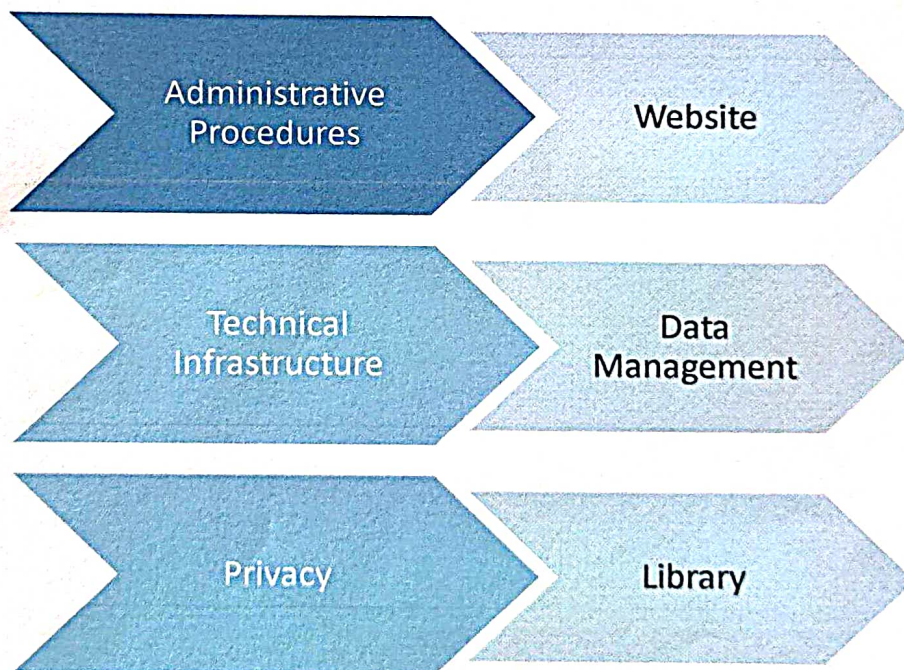 Administrative
Procedures
Website
Technical
Infrastructure
Data
Management
Privacy
Library